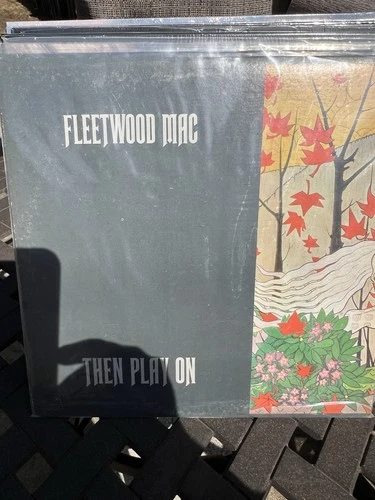 FLEETWOOD MAC
THEN PLAY ON